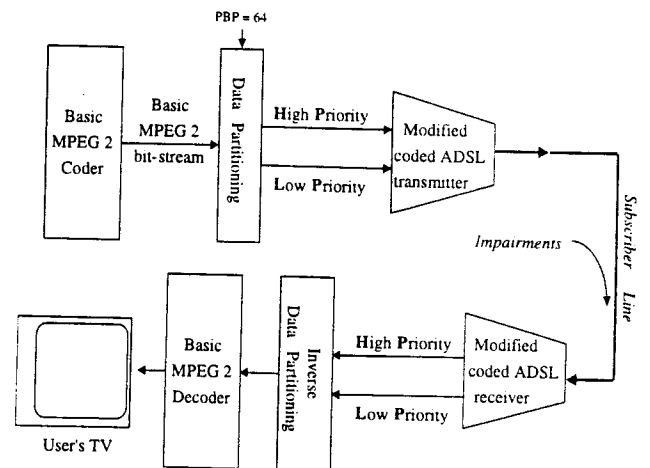 PBP = 64
Basic
MPEG 2
Coder
Basic
MPEG 2
bit-stream
Data Partitioning
High Priority
Low Priority
Modified
coded ADSL
transmitter
Subscriber Line
Impairments
User's TV
Basic
MPEG 2
Decoder
Inverse
Data Partitioning
High Priority
Low Priority
Modified
coded ADSL
receiver